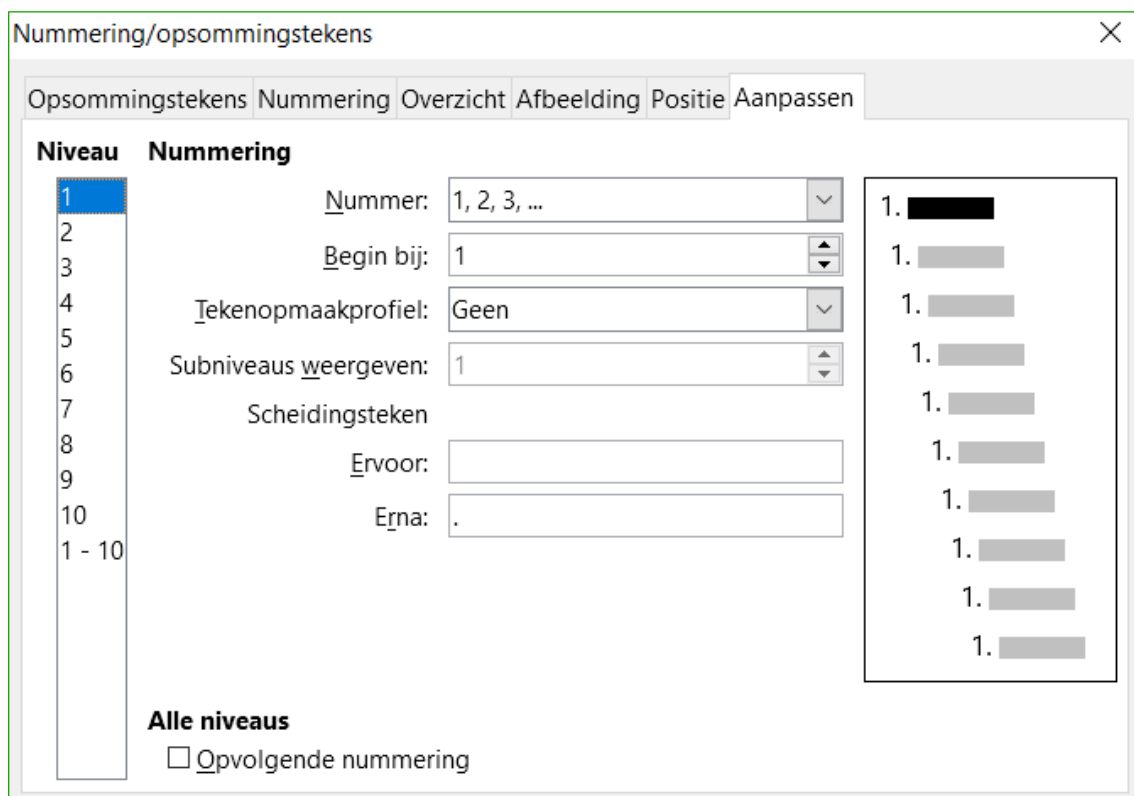 Nummering/opsommingstekens
Opsommingstekens Nummering Overzicht Afbeelding Positie Aanpassen
Niveau Nummering
1
2
3
4
5
6
7
8
9
10
1 - 10
Nummer: 1, 2, 3, ...
Begin bij: 1
Tekenopmaakprofiel: Geen
Subniveaus weergeven: 1
Scheidingsteken
Ervoor:
Erna: .
1.
1.
1.
1.
1.
1.
1.
1.
1.
1.
Alle niveaus
Opvolgende nummering